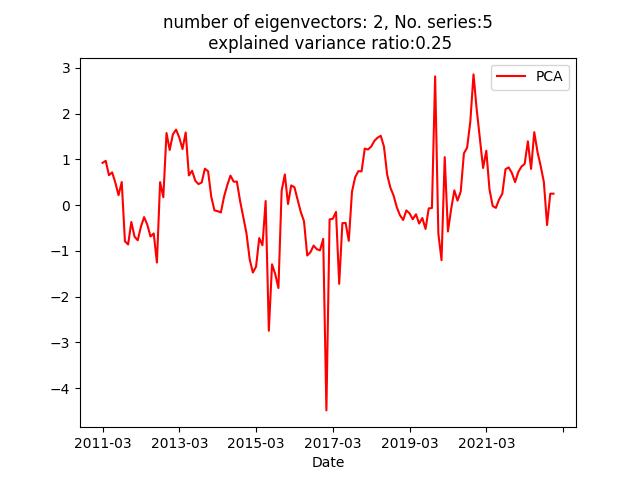 number of eigenvectors: 2, No. series:5
explained variance ratio:0.25
PCA
3
2
1
0
−1
−2
−3
−4
2011-03 2013-03 2015-03 2017-03 2019-03 2021-03
Date